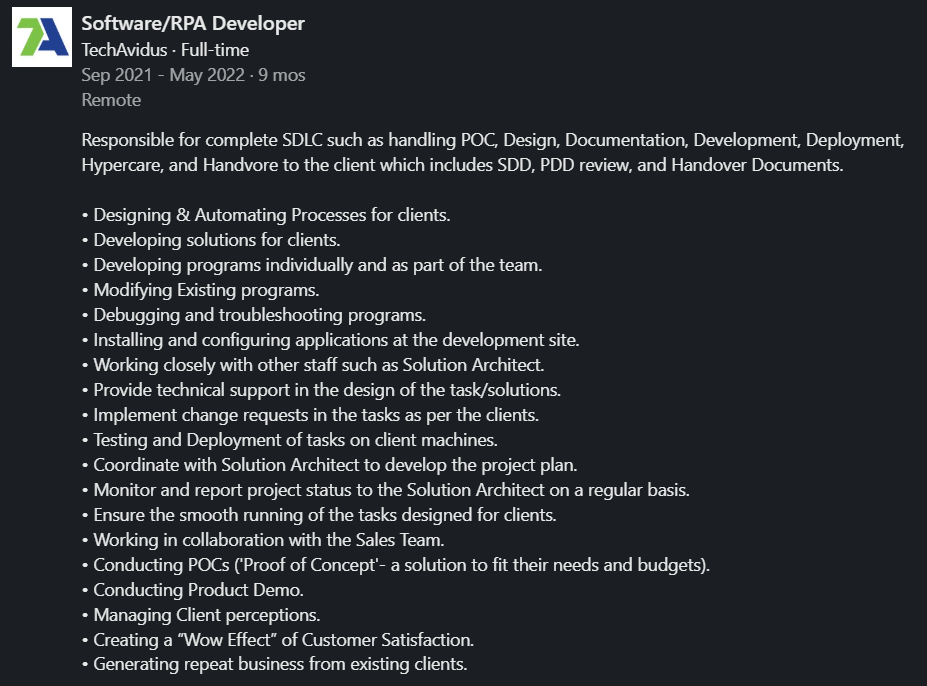 Software/RPA Developer
TechAvidus · Full-time
Sep 2021 - May 2022 · 9 mos
Remote
Responsible for complete SDLC such as handling POC, Design, Documentation, Development, Deployment,
Hypercare, and Handvore to the client which includes SDD, PDD review, and Handover Documents.
• Designing & Automating Processes for clients.
• Developing solutions for clients.
• Developing programs individually and as part of the team.
• Modifying Existing programs.
• Debugging and troubleshooting programs.
• Installing and configuring applications at the development site.
• Working closely with other staff such as Solution Architect.
• Provide technical support in the design of the task/solutions.
• Implement change requests in the tasks as per the clients.
• Testing and Deployment of tasks on client machines.
• Coordinate with Solution Architect to develop the project plan.
• Monitor and report project status to the Solution Architect on a regular basis.
• Ensure the smooth running of the tasks designed for clients.
• Working in collaboration with the Sales Team.
• Conducting POCs ('Proof of Concept'- a solution to fit their needs and budgets).
• Conducting Product Demo.
• Managing Client perceptions.
• Creating a “Wow Effect” of Customer Satisfaction.
• Generating repeat business from existing clients.